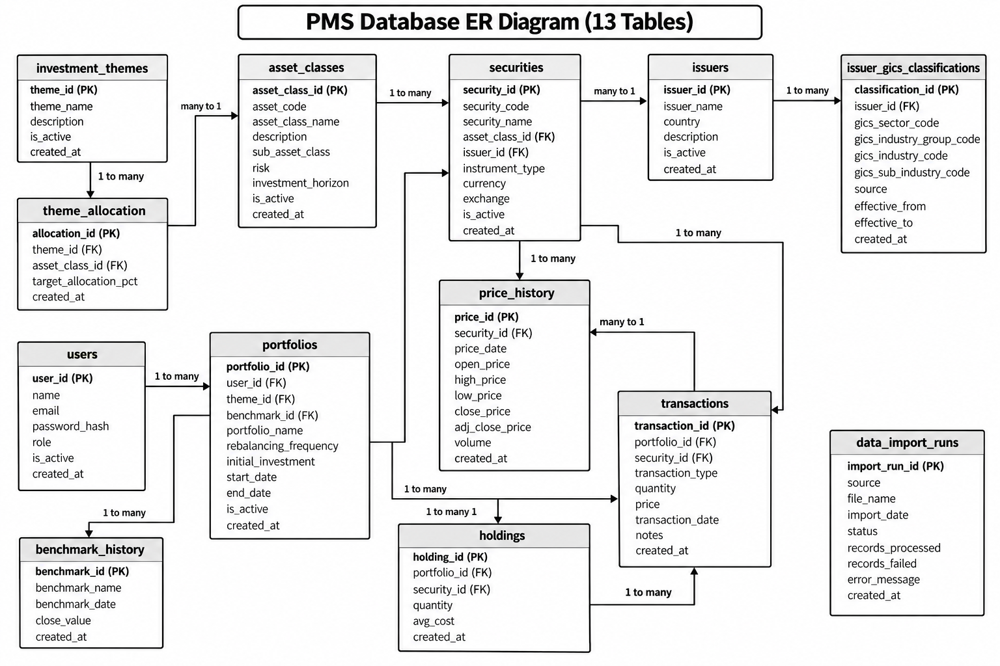 PMS Database ER Diagram (13 Tables)
investment_themes
theme_id (PK)
theme_name
description
is_active
created_at
1 to many
theme_allocation
allocation_id (PK)
theme_id (FK)
asset_class_id (FK)
target_allocation_pct
created_at
many to 1
asset_classes
asset_class_id (PK)
asset_code
asset_class_name
description
sub_asset_class
risk
investment_horizon
is_active
created_at
1 to many
securities
security_id (PK)
security_code
security_name
asset_class_id (FK)
issuer_id (FK)
instrument_type
currency
exchange
is_active
created_at
many to 1
issuers
issuer_id (PK)
issuer_name
country
description
is_active
created_at
1 to many
issuer_gics_classifications
classification_id (PK)
issuer_id (FK)
gics_sector_code
gics_industry_group_code
gics_industry_code
gics_sub_industry_code
source
effective_from
effective_to
created_at
1 to many
1 to many
price_history
price_id (PK)
security_id (FK)
price_date
open_price
high_price
low_price
close_price
adj_close_price
volume
created_at
many to 1
users
user_id (PK)
name
email
password_hash
role
is_active
created_at
1 to many
portfolios
portfolio_id (PK)
user_id (FK)
theme_id (FK)
benchmark_id (FK)
portfolio_name
rebalancing_frequency
initial_investment
start_date
end_date
is_active
created_at
1 to many
benchmark_history
benchmark_id (PK)
benchmark_name
benchmark_date
close_value
created_at
1 to many
1 to many 1
holdings
holding_id (PK)
portfolio_id (FK)
security_id (FK)
quantity
avg_cost
created_at
1 to many
transactions
transaction_id (PK)
portfolio_id (FK)
security_id (FK)
transaction_type
quantity
price
transaction_date
notes
created_at
data_import_runs
import_run_id (PK)
source
file_name
import_date
status
records_processed
records_failed
error_message
created_at